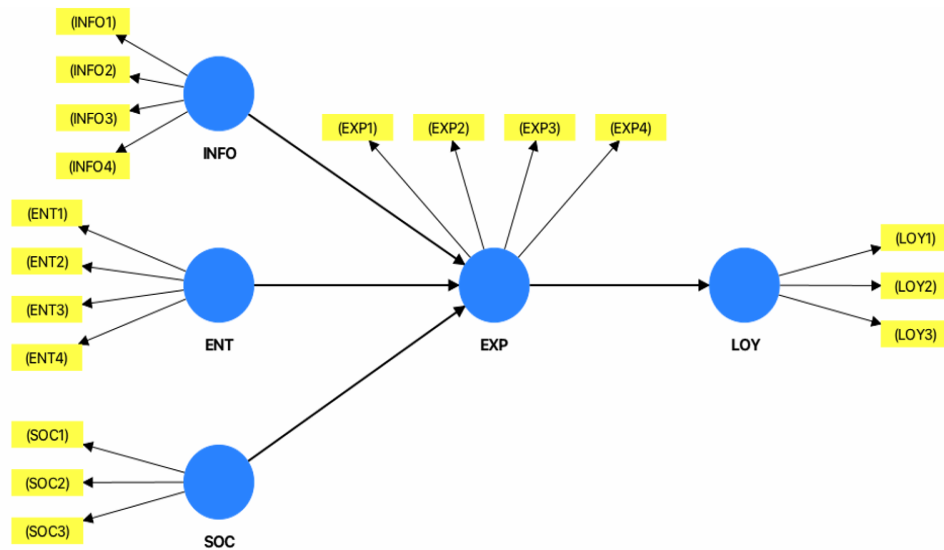 (INFO1)
(INFO2)
(INFO3)
(INFO4)
INFO
(EXP1)
(EXP2)
(EXP3)
(EXP4)
(ENT1)
(ENT2)
(ENT3)
(ENT4)
ENT
EXP
LOY
(LOY1)
(LOY2)
(LOY3)
(SOC1)
(SOC2)
(SOC3)
SOC